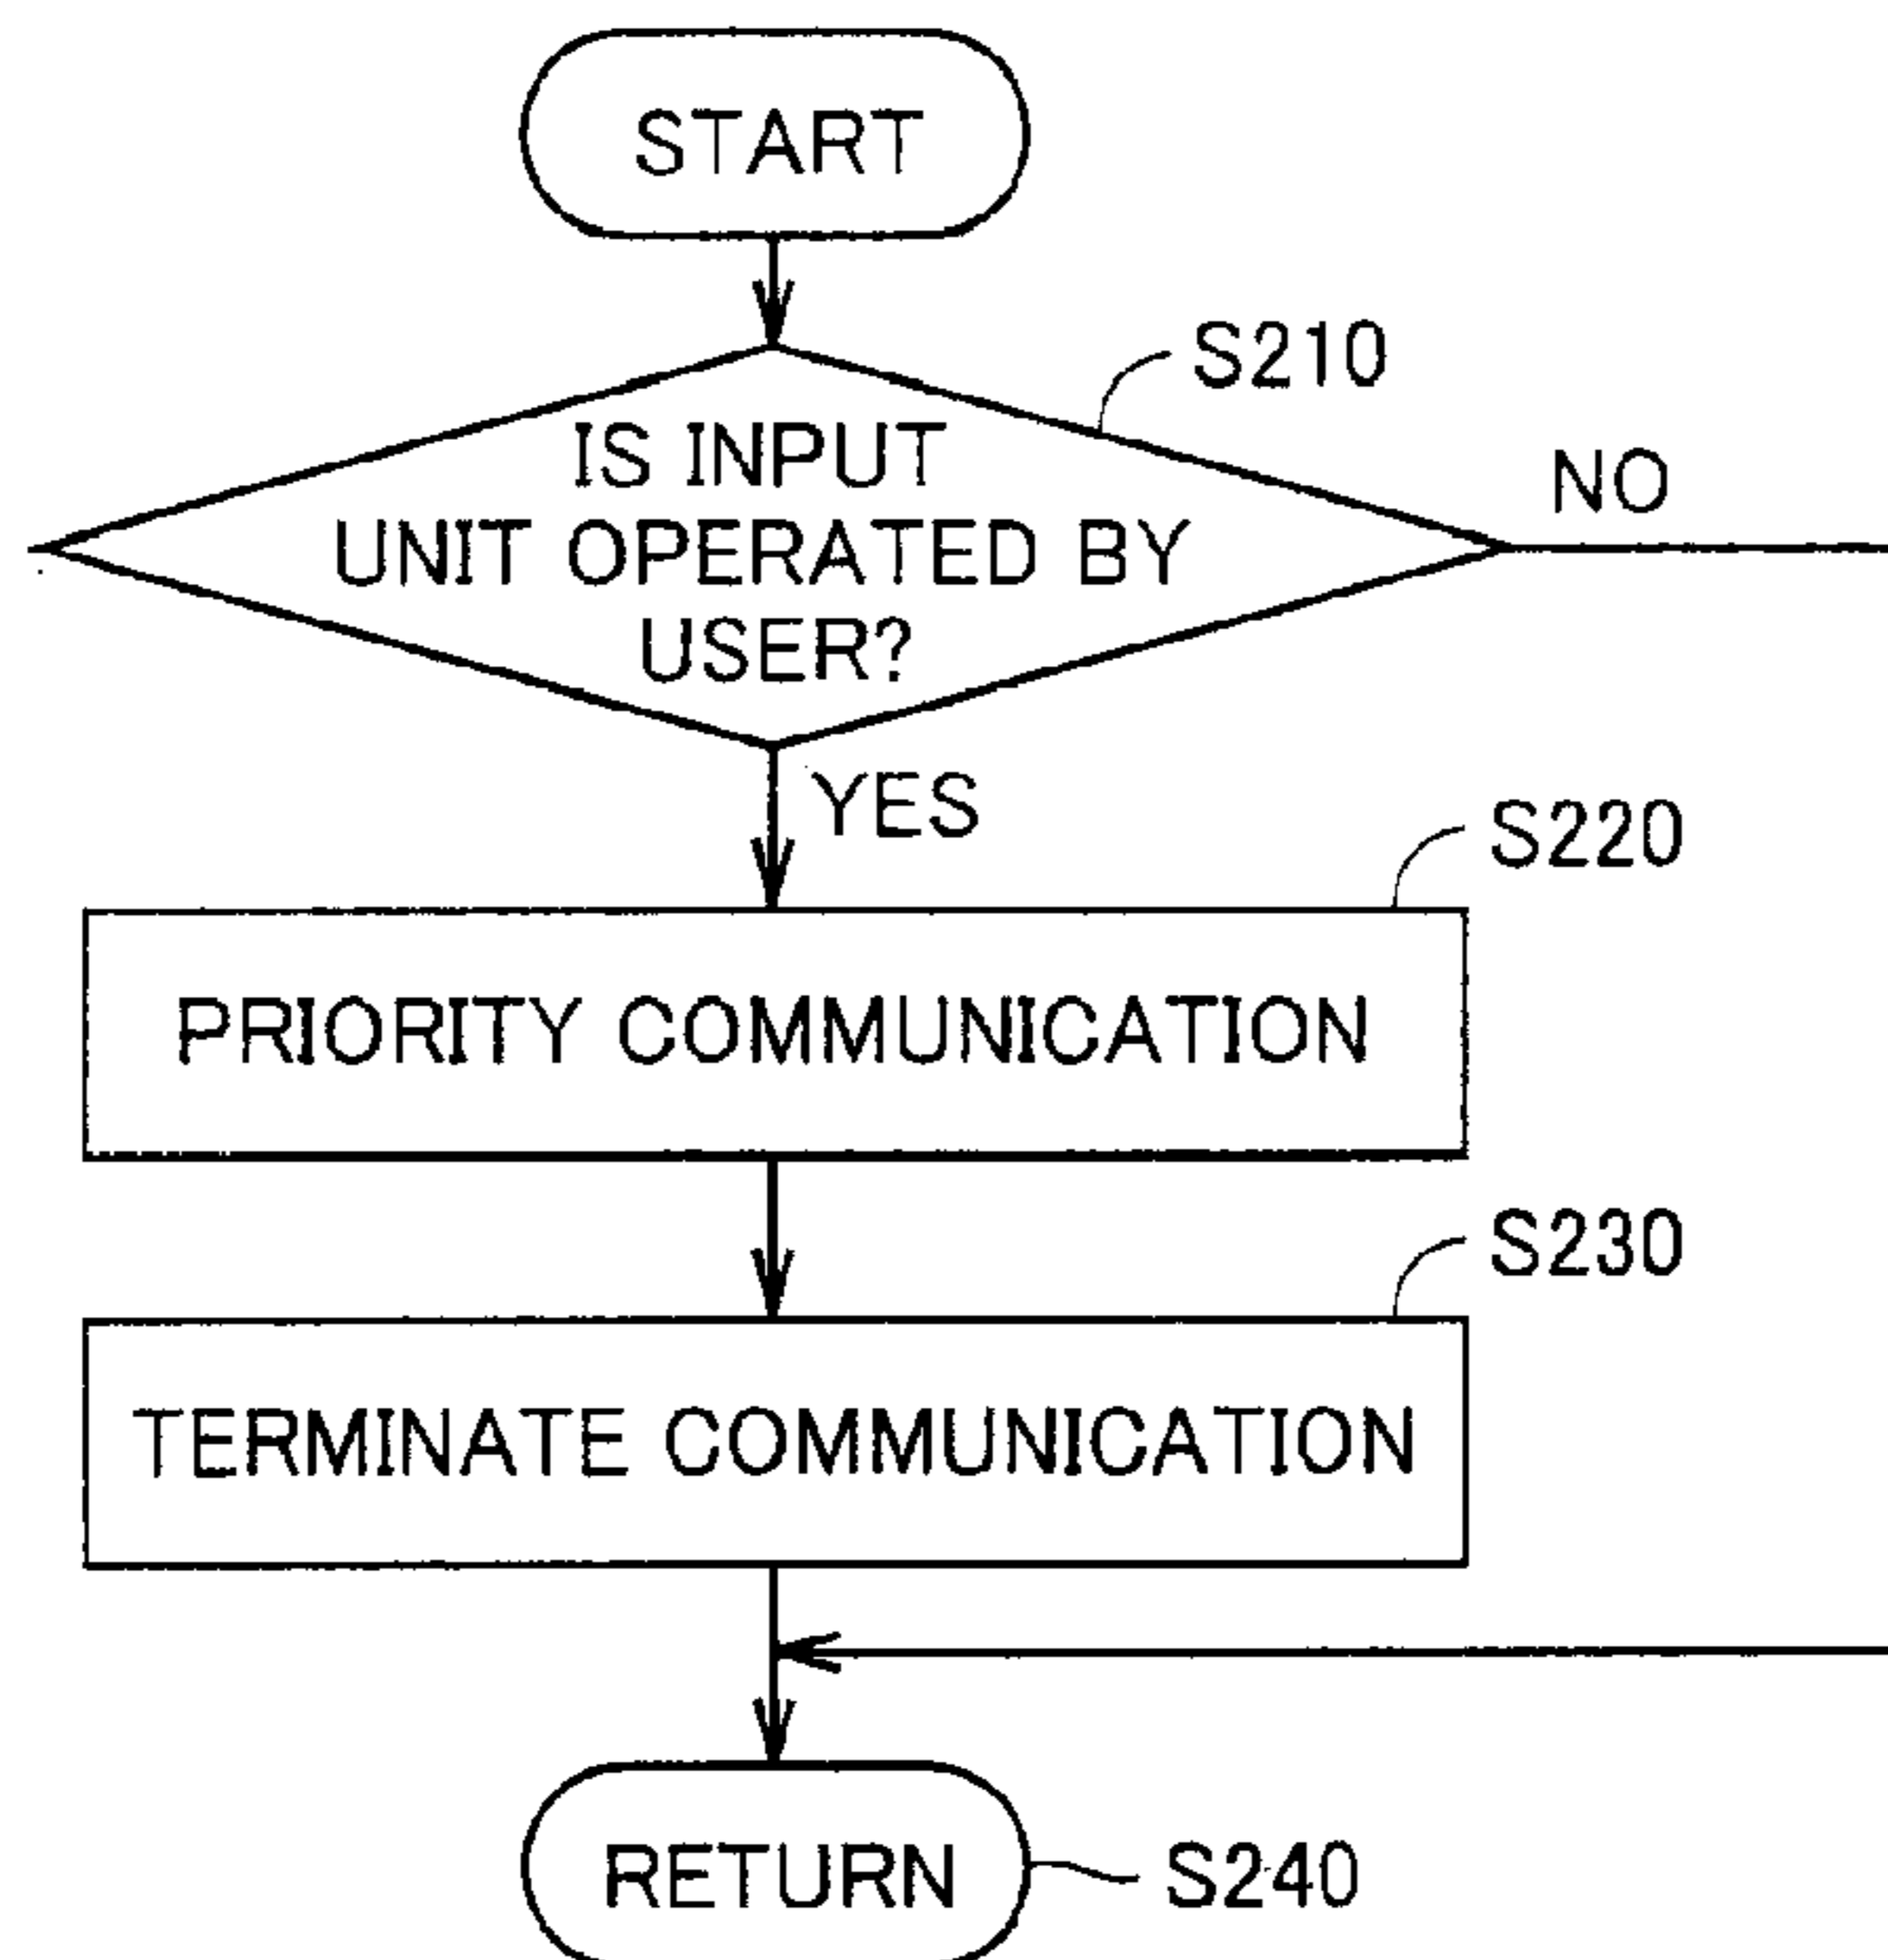 START
S210
IS INPUT
NO
UNIT OPERATED BY
USER?
YES
S220
PRIORITY COMMUNICATION
S230
TERMINATE COMMUNICATION
RETURN
S240